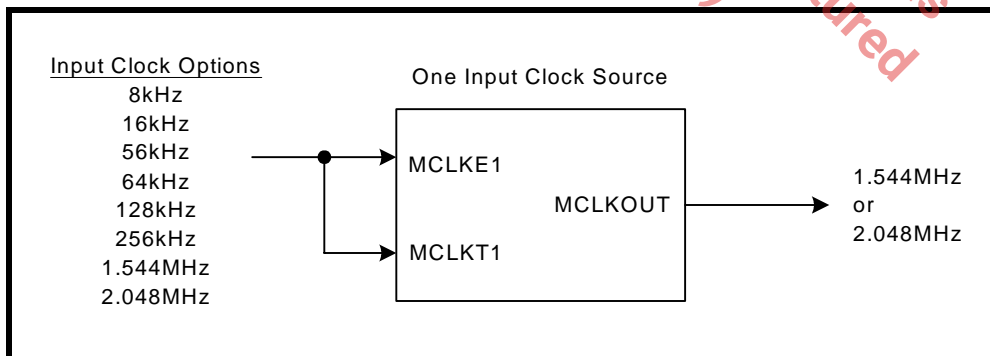 Input Clock Options
8kHz
16kHz
56kHz
64kHz
128kHz
256kHz
1.544MHz
2.048MHz
One Input Clock Source
MCLKE1
MCLKT1
MCLKOUT
1.544MHz
or
2.048MHz